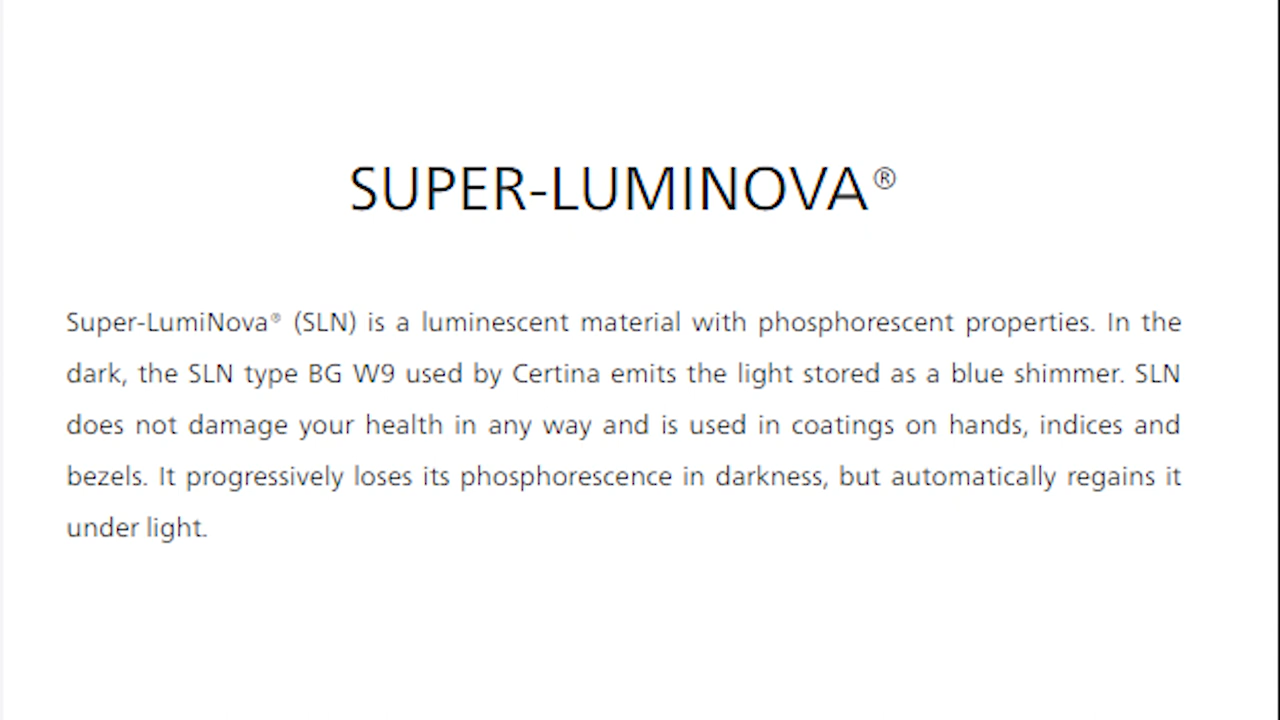 SUPER-LUMINOVA®
Super-LumiNova® (SLN) is a luminescent material with phosphorescent properties. In the
dark, the SLN type BG W9 used by Certina emits the light stored as a blue shimmer. SLN
does not damage your health in any way and is used in coatings on hands, indices and
bezels. It progressively loses its phosphorescence in darkness, but automatically regains it
under light.